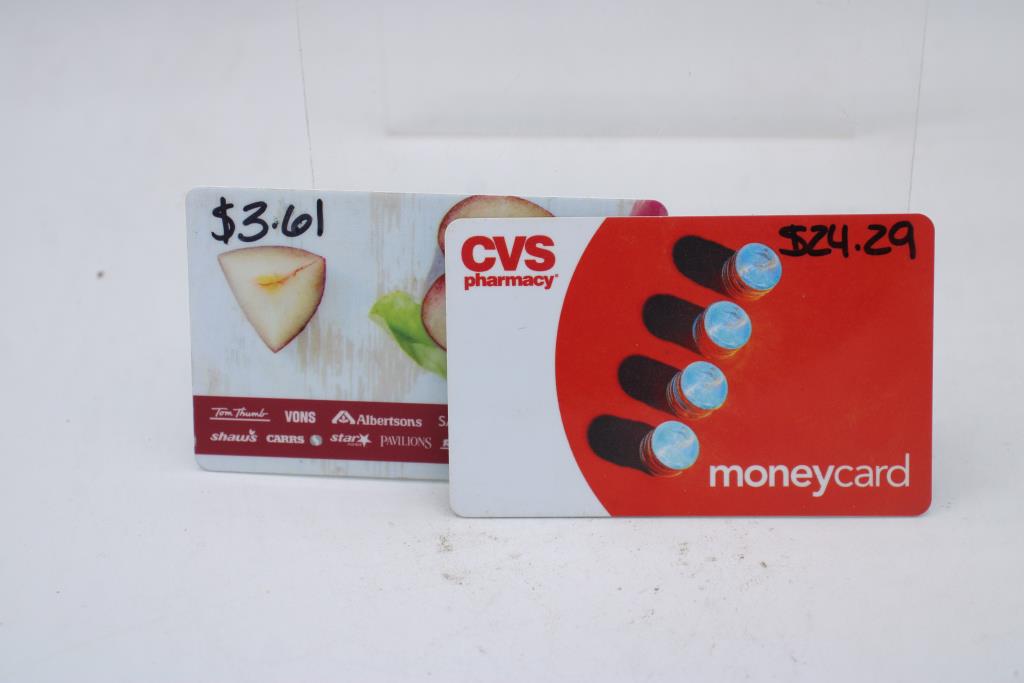 $3.61
Tom Thumb VONS Albertsons
shaw's CARRS star PAVILIONS
CVS
pharmacy
$24.29
moneycard